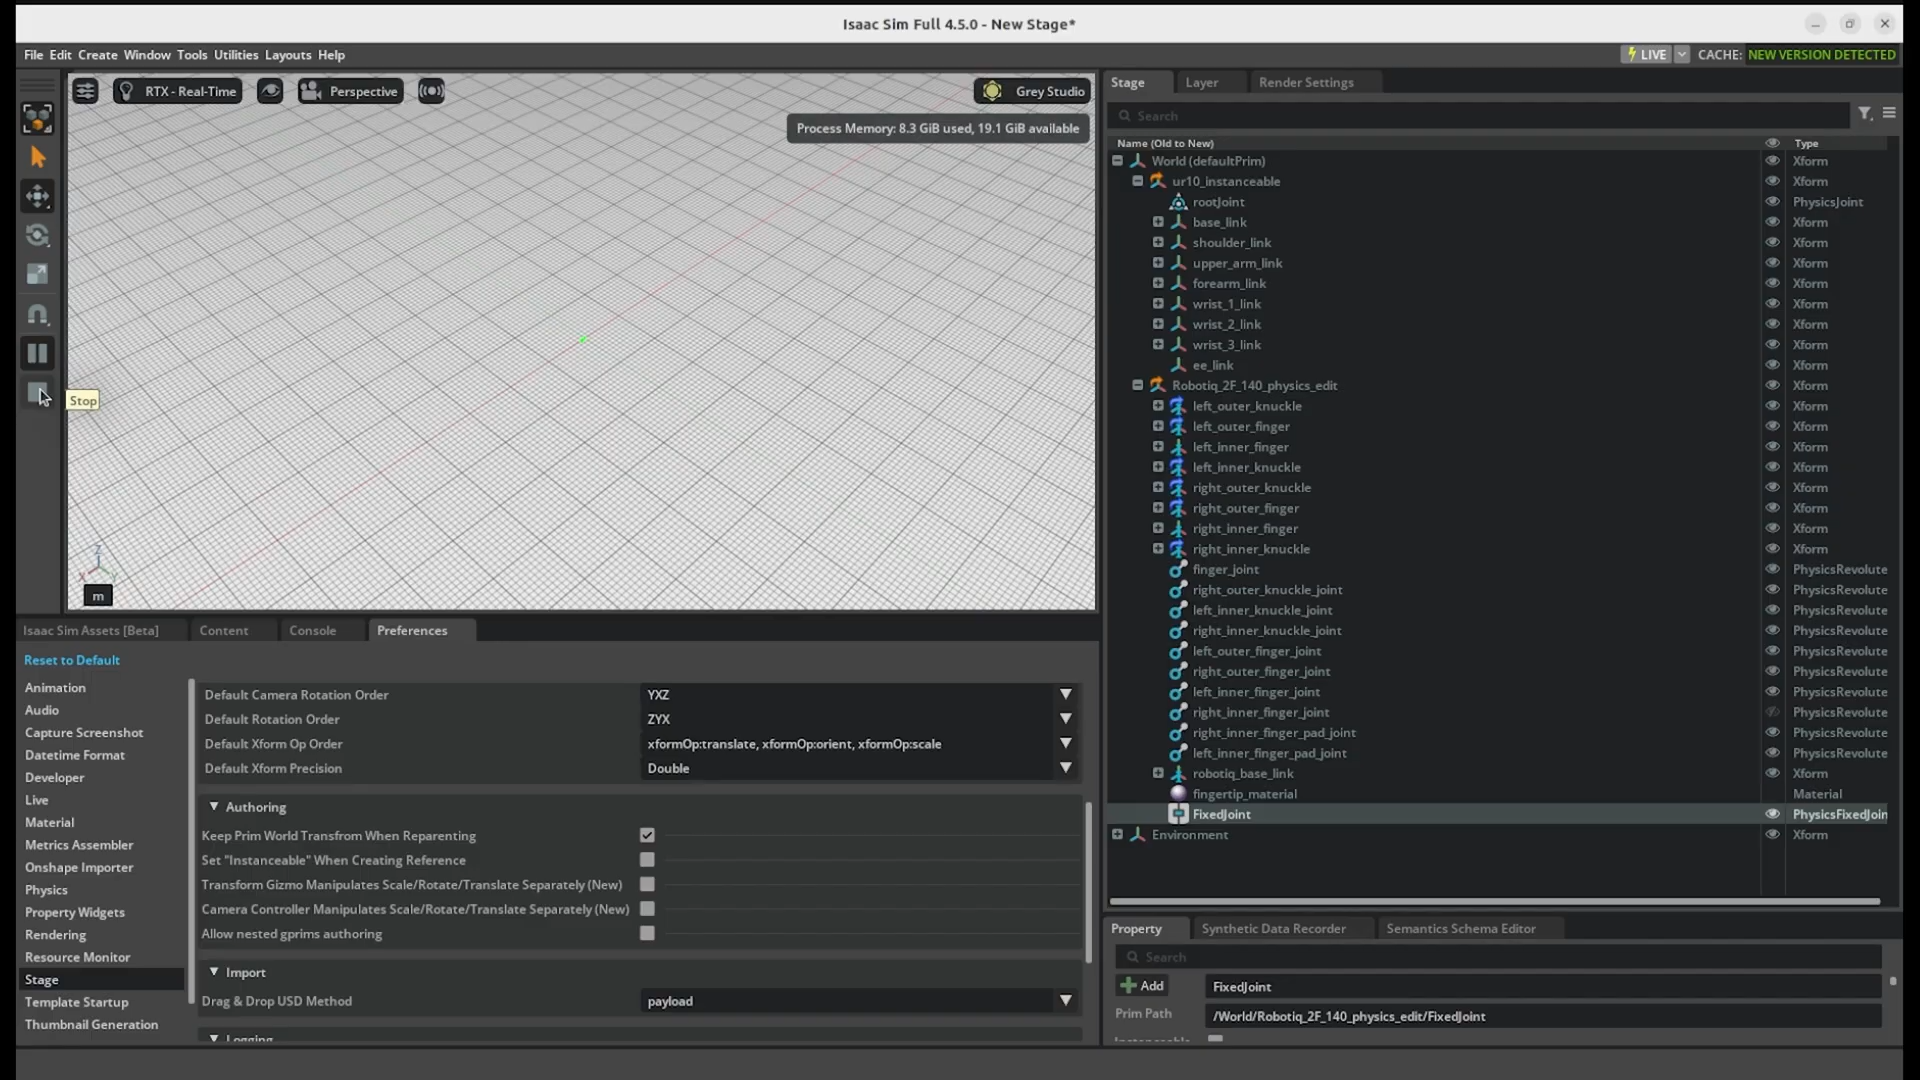 Isaac Sim Full 4.5.0 - New Stage*
File Edit Create Window Tools Utilities Layouts Help
LIVE CACHE: NEW VERSION DETECTED
RTX - Real-Time
Perspective
Grey Studio
Process Memory: 8.3 GiB used, 19.1 GiB available
Stop
Z
X
Y
m
Stage Layer Render Settings
Search
Name (Old to New) Type
World (defaultPrim) Xform
ur10_instanceable Xform
rootJoint PhysicsJoint
base_link Xform
shoulder_link Xform
upper_arm_link Xform
forearm_link Xform
wrist_1_link Xform
wrist_2_link Xform
wrist_3_link Xform
ee_link Xform
Robotiq_2F_140_physics_edit Xform
left_outer_knuckle Xform
left_outer_finger Xform
left_inner_finger Xform
left_inner_knuckle Xform
right_outer_knuckle Xform
right_outer_finger Xform
right_inner_finger Xform
right_inner_knuckle Xform
finger_joint PhysicsRevolute
right_outer_knuckle_joint PhysicsRevolute
left_inner_knuckle_joint PhysicsRevolute
right_inner_knuckle_joint PhysicsRevolute
left_outer_finger_joint PhysicsRevolute
right_outer_finger_joint PhysicsRevolute
left_inner_finger_joint PhysicsRevolute
right_inner_finger_joint PhysicsRevolute
right_inner_finger_pad_joint PhysicsRevolute
left_inner_finger_pad_joint PhysicsRevolute
robotiq_base_link Xform
fingertip_material Material
FixedJoint PhysicsFixedJoin
Environment Xform
Isaac Sim Assets [Beta] Content Console Preferences
Reset to Default
Animation
Audio
Capture Screenshot
Datetime Format
Developer
Live
Material
Metrics Assembler
Onshape Importer
Physics
Property Widgets
Rendering
Resource Monitor
Stage
Template Startup
Thumbnail Generation
Default Camera Rotation Order YXZ
Default Rotation Order ZYX
Default Xform Op Order xformOp:translate, xformOp:orient, xformOp:scale
Default Xform Precision Double
Authoring
Keep Prim World Transfrom When Reparenting
Set "Instanceable" When Creating Reference
Transform Gizmo Manipulates Scale/Rotate/Translate Separately (New)
Camera Controller Manipulates Scale/Rotate/Translate Separately (New)
Allow nested gprims authoring
Import
Drag & Drop USD Method payload
Logging
Property Synthetic Data Recorder Semantics Schema Editor
Search
Add FixedJoint
Prim Path /World/Robotiq_2F_140_physics_edit/FixedJoint
Instanceable